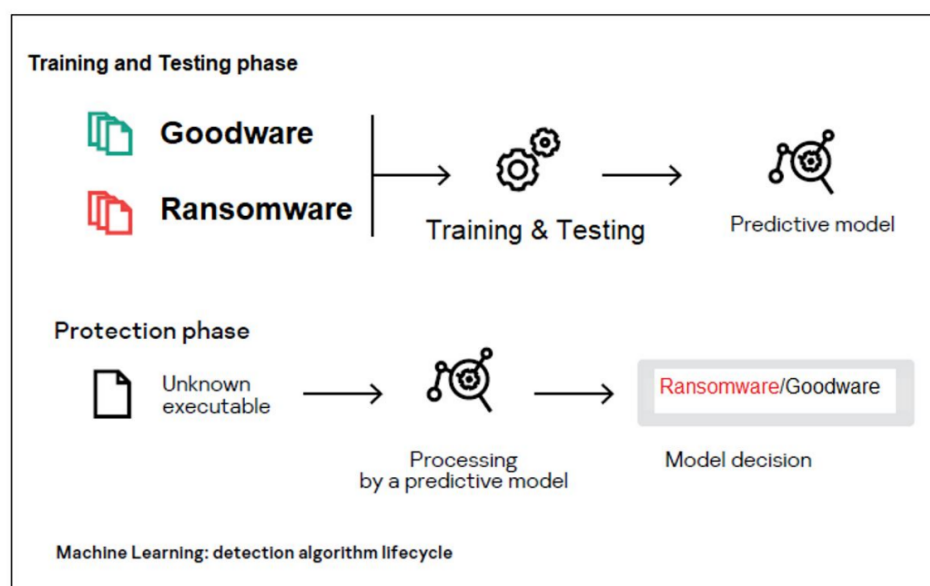 Training and Testing phase
Goodware
Ransomware
Training & Testing
Predictive model
Protection phase
Unknown
executable
Processing
by a predictive model
Ransomware/Goodware
Model decision
Machine Learning: detection algorithm lifecycle